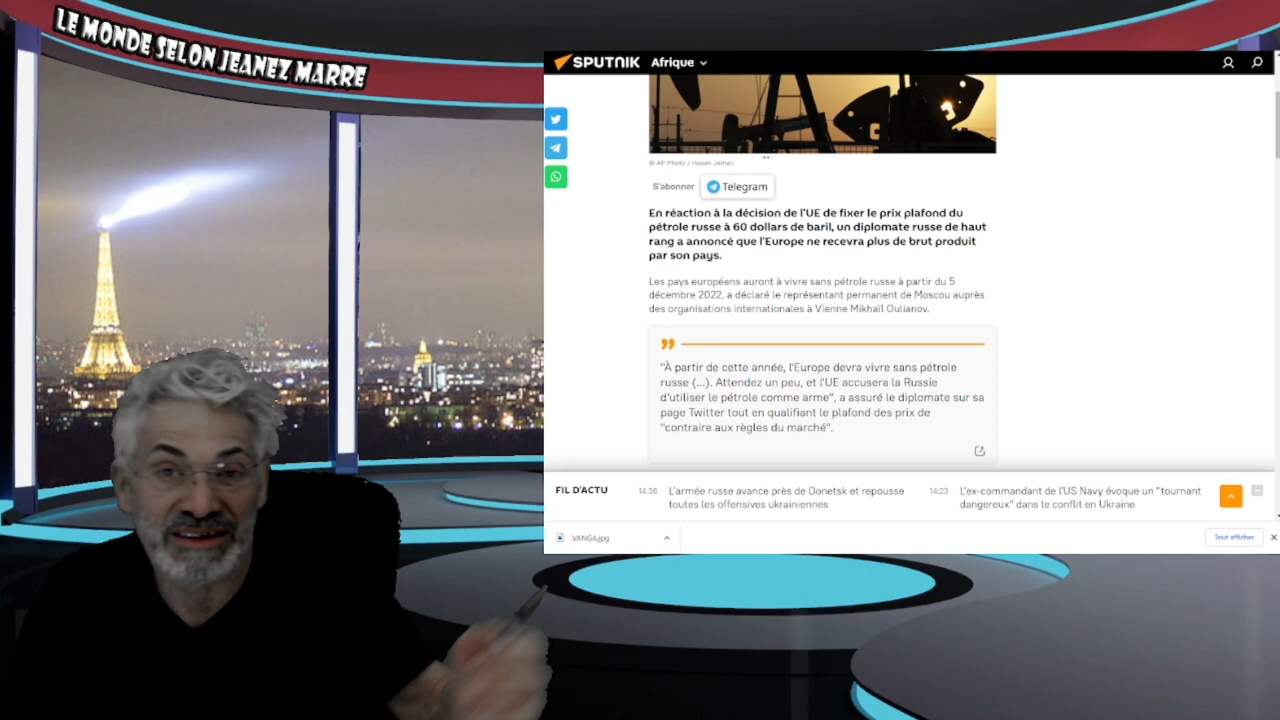 LE MONDE SELON JEANEZ MARRE
SPUTNIK Afrique
© AP Photo / Hasan Jamali
S'abonner Telegram
En réaction à la décision de l'UE de fixer le prix plafond du
pétrole russe à 60 dollars de baril, un diplomate russe de haut
rang a annoncé que l'Europe ne recevra plus de brut produit
par son pays.
Les pays européens auront à vivre sans pétrole russe à partir du 5
décembre 2022, a déclaré le représentant permanent de Moscou auprès
des organisations internationales à Vienne Mikhaïl Oulianov.
"À partir de cette année, l'Europe devra vivre sans pétrole
russe (...). Attendez un peu, et l'UE accusera la Russie
d'utiliser le pétrole comme arme", a assuré le diplomate sur sa
page Twitter tout en qualifiant le plafond des prix de
"contraire aux règles du marché".
FIL D'ACTU
14:36 L'armée russe avance près de Donetsk et repousse
toutes les offensives ukrainiennes
14:23 L'ex-commandant de l'US Navy évoque un "tournant
dangereux" dans le conflit en Ukraine
VANGA.jpg
Tout afficher